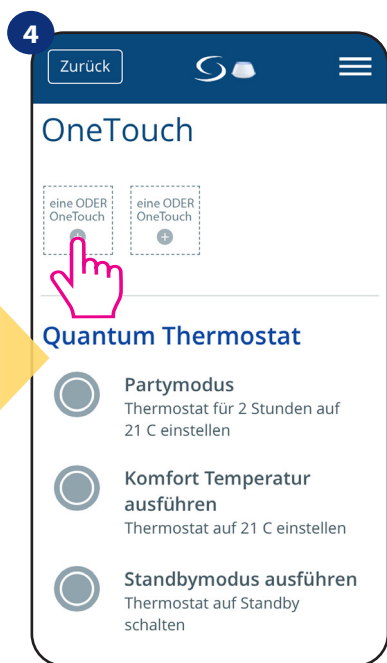 4
Zurück
OneTouch
eine ODER
OneTouch
eine ODER
OneTouch
Quantum Thermostat
Partymodus
Thermostat für 2 Stunden auf
21 C einstellen
Komfort Temperatur
ausführen
Thermostat auf 21 C einstellen
Standbymodus ausführen
Thermostat auf Standby
schalten